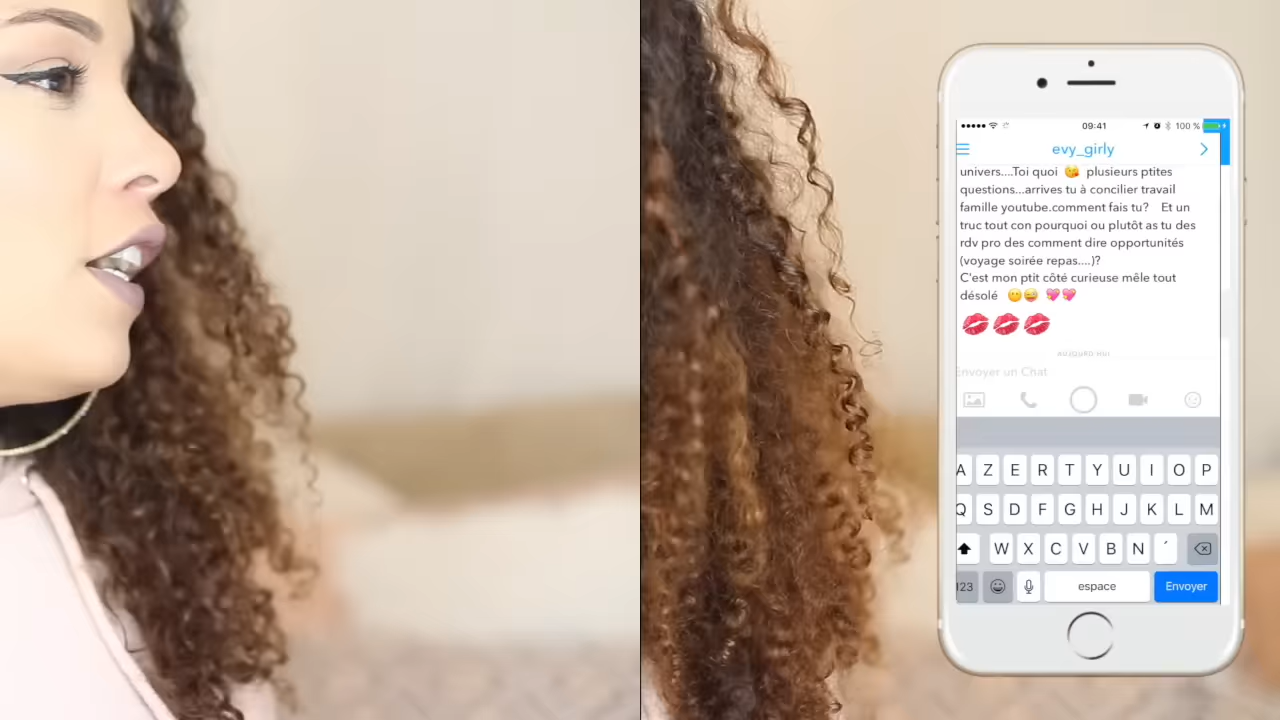 09:41
100 %
evy_girly
univers....Toi quoi 😘 plusieurs ptites
questions...arrives tu à concilier travail
famille youtube.comment fais tu? Et un
truc tout con pourquoi ou plutôt as tu des
rdv pro des comment dire opportunités
(voyage soirée repas....)?
C'est mon ptit côté curieuse mêle tout
désolé 😶😜 💖💖
💋💋💋
AUJOURD'HUI
Envoyer un Chat
A Z E R T Y U I O P
Q S D F G H J K L M
W X C V B N ´
123 espace Envoyer